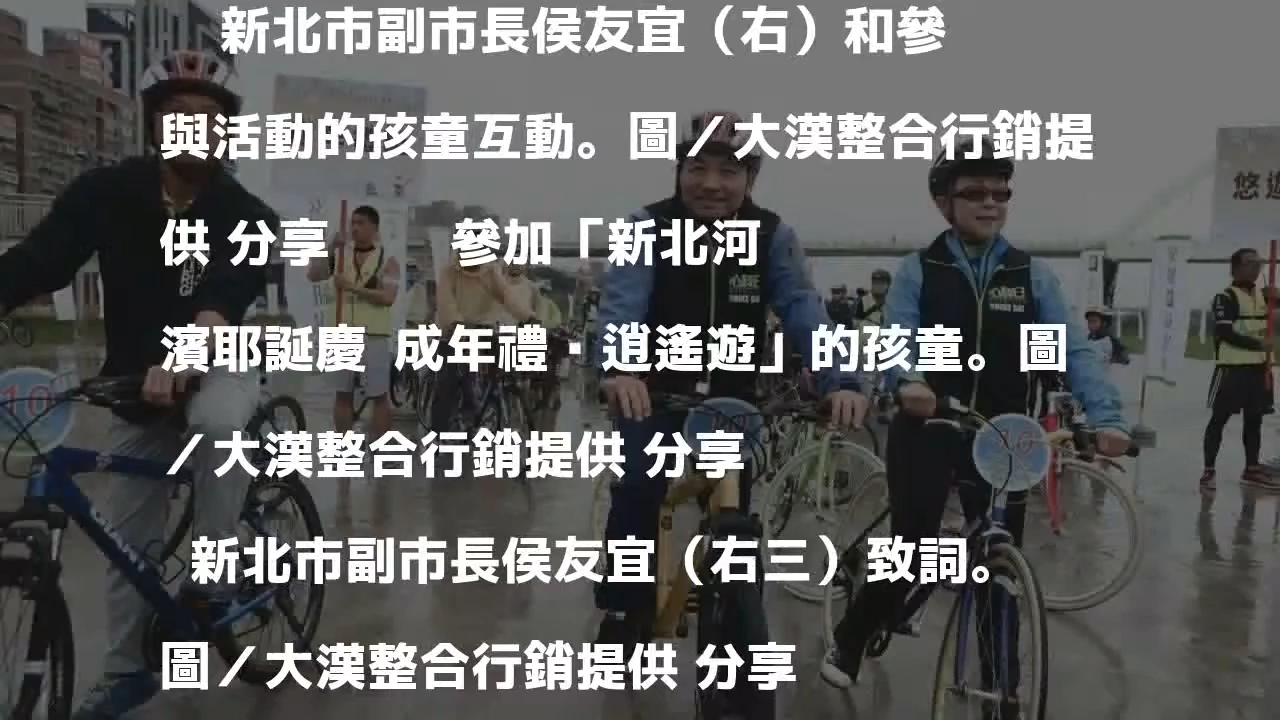 新北市副市長侯友宜（右）和參
與活動的孩童互動。圖／大漢整合行銷提
供 分享 參加「新北河
濱耶誕慶 成年禮·逍遙遊」的孩童。圖
／大漢整合行銷提供 分享
新北市副市長侯友宜（右三）致詞。
圖／大漢整合行銷提供 分享
悠遊
10